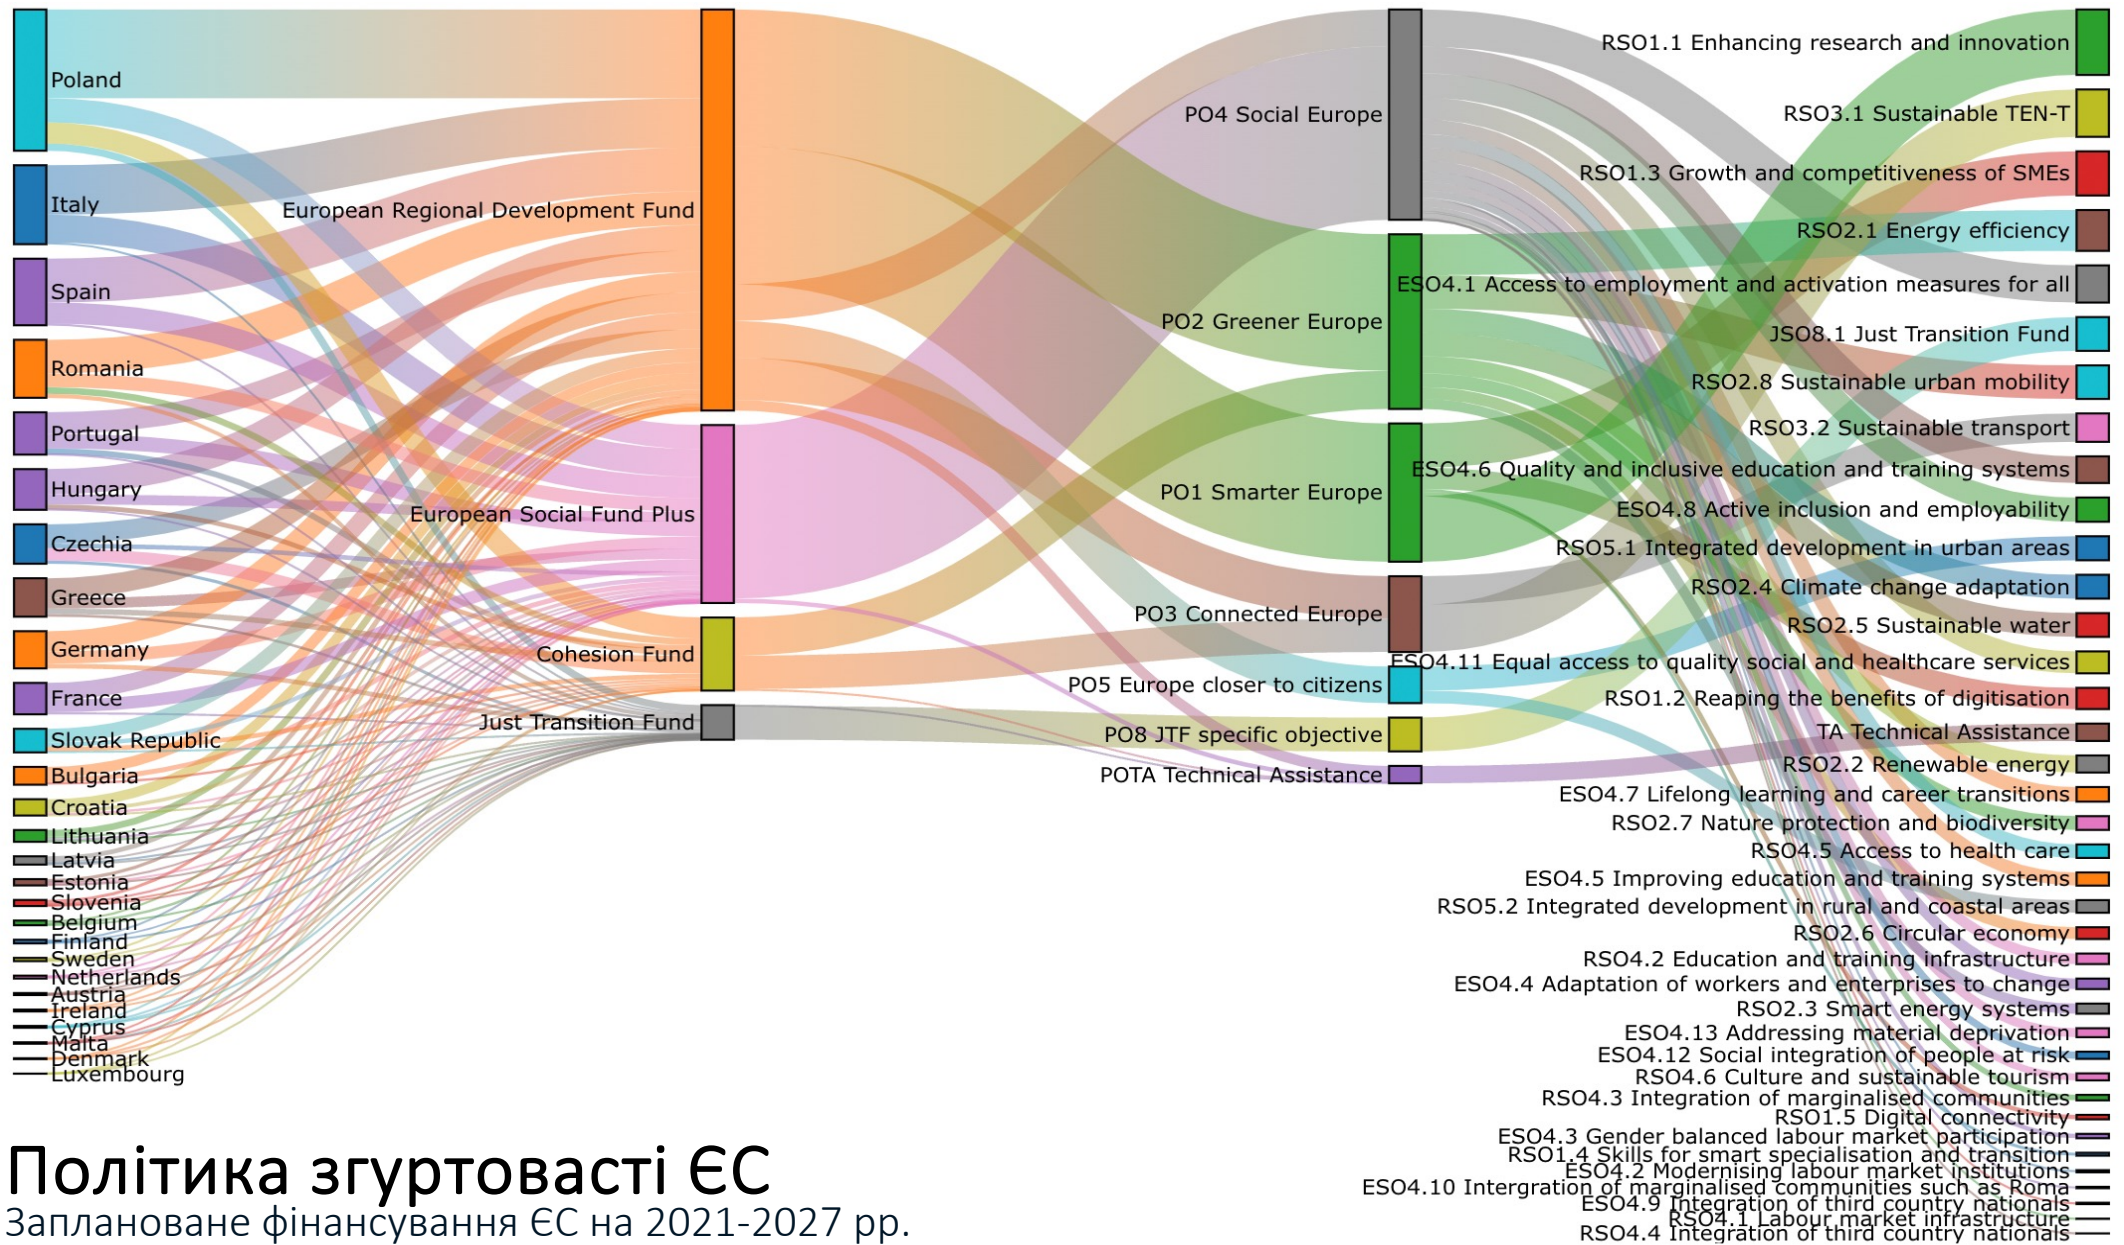 Poland
Italy
Spain
Romania
Portugal
Hungary
Czechia
Greece
Germany
France
Slovak Republic
Bulgaria
Croatia
Lithuania
Latvia
Estonia
Slovenia
Belgium
Finland
Sweden
Netherlands
Austria
Ireland
Cyprus
Malta
Denmark
Luxembourg
European Regional Development Fund
European Social Fund Plus
Cohesion Fund
Just Transition Fund
PO4 Social Europe
PO2 Greener Europe
PO1 Smarter Europe
PO3 Connected Europe
PO5 Europe closer to citizens
PO8 JTF specific objective
POTA Technical Assistance
RSO1.1 Enhancing research and innovation
RSO3.1 Sustainable TEN-T
RSO1.3 Growth and competitiveness of SMEs
RSO2.1 Energy efficiency
ESO4.1 Access to employment and activation measures for all
JSO8.1 Just Transition Fund
RSO2.8 Sustainable urban mobility
RSO3.2 Sustainable transport
ESO4.6 Quality and inclusive education and training systems
ESO4.8 Active inclusion and employability
RSO5.1 Integrated development in urban areas
RSO2.4 Climate change adaptation
RSO2.5 Sustainable water
ESO4.11 Equal access to quality social and healthcare services
RSO1.2 Reaping the benefits of digitisation
TA Technical Assistance
RSO2.2 Renewable energy
ESO4.7 Lifelong learning and career transitions
RSO2.7 Nature protection and biodiversity
RSO4.5 Access to health care
ESO4.5 Improving education and training systems
RSO5.2 Integrated development in rural and coastal areas
RSO2.6 Circular economy
RSO4.2 Education and training infrastructure
ESO4.4 Adaptation of workers and enterprises to change
RSO2.3 Smart energy systems
ESO4.13 Addressing material deprivation
ESO4.12 Social integration of people at risk
RSO4.6 Culture and sustainable tourism
RSO4.3 Integration of marginalised communities
RSO1.5 Digital connectivity
ESO4.3 Gender balanced labour market participation
RSO1.4 Skills for smart specialisation and transition
ESO4.2 Modernising labour market institutions
ESO4.10 Intergration of marginalised communities such as Roma
ESO4.9 Integration of third country nationals
RSO4.1 Labour market infrastructure
RSO4.4 Integration of third country nationals
Політика згуртовасті ЄС
Заплановане фінансування ЄС на 2021-2027 рр.